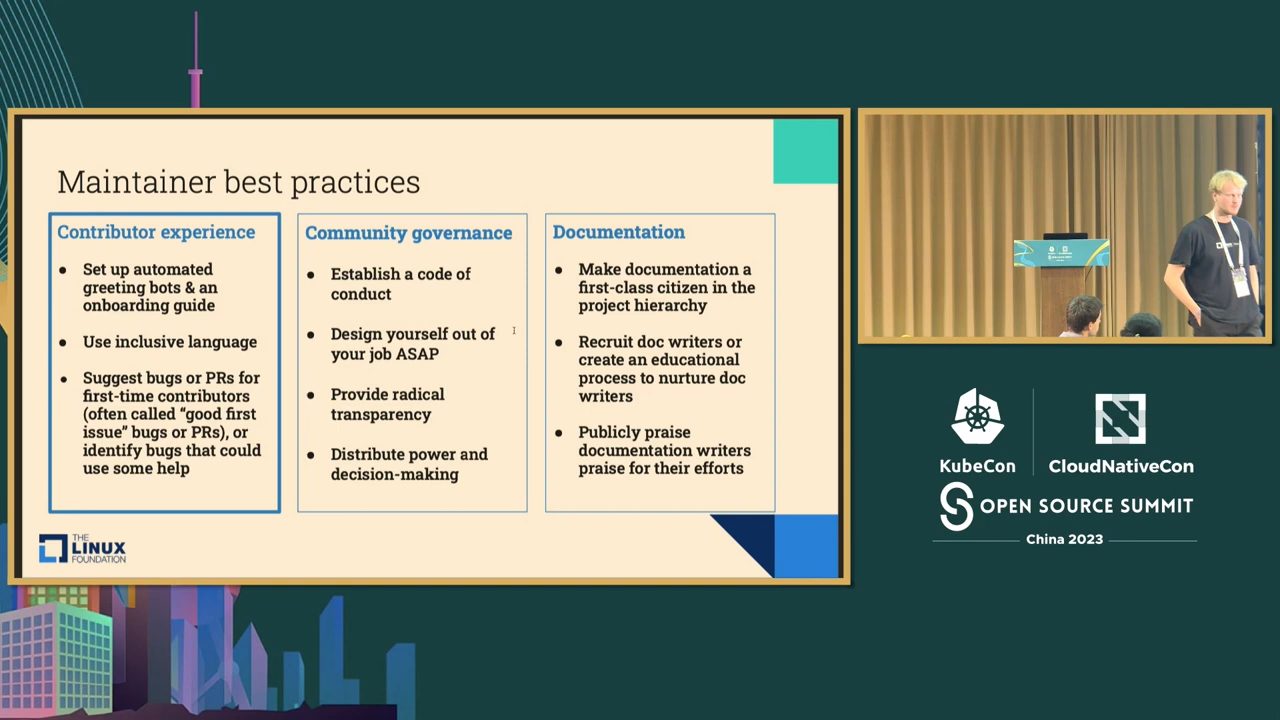 Maintainer best practices
Contributor experience
● Set up automated
greeting bots & an
onboarding guide
● Use inclusive language
● Suggest bugs or PRs for
first-time contributors
(often called “good first
issue” bugs or PRs), or
identify bugs that could
use some help
Community governance
● Establish a code of
conduct
● Design yourself out of
your job ASAP
● Provide radical
transparency
● Distribute power and
decision-making
Documentation
● Make documentation a
first-class citizen in the
project hierarchy
● Recruit doc writers or
create an educational
process to nurture doc
writers
● Publicly praise
documentation writers
praise for their efforts
THE
LINUX
FOUNDATION
KubeCon
CloudNativeCon
OPEN SOURCE SUMMIT
China 2023